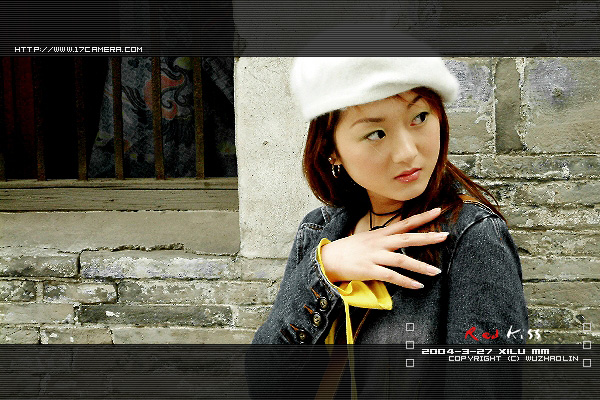 HTTP://WWW.17CAMERA.COM
Red Kiss
2004-3-27 XILU MM
COPYRIGHT (C) WUZHAOLIN